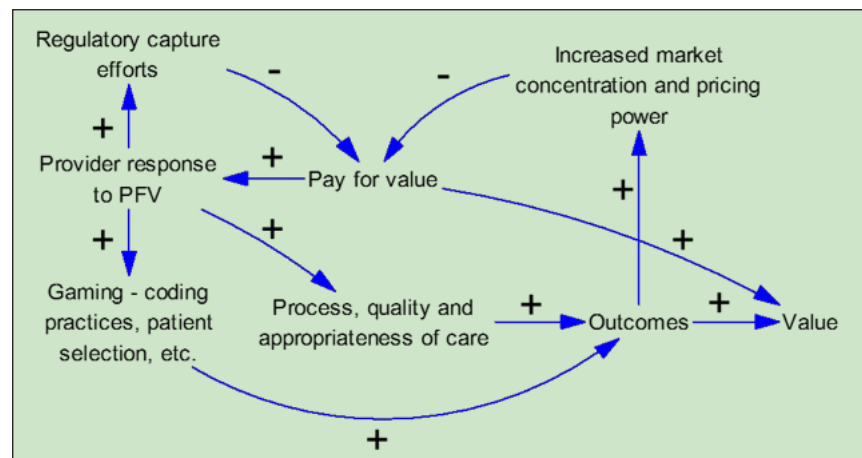 Regulatory capture
efforts
-
-
Increased market
concentration and pricing
power
+
Provider response
to PFV
+
Pay for value
+
+
+
+
Gaming - coding
practices, patient
selection, etc.
Process, quality and
appropriateness of care
+
Outcomes
+
Value
+